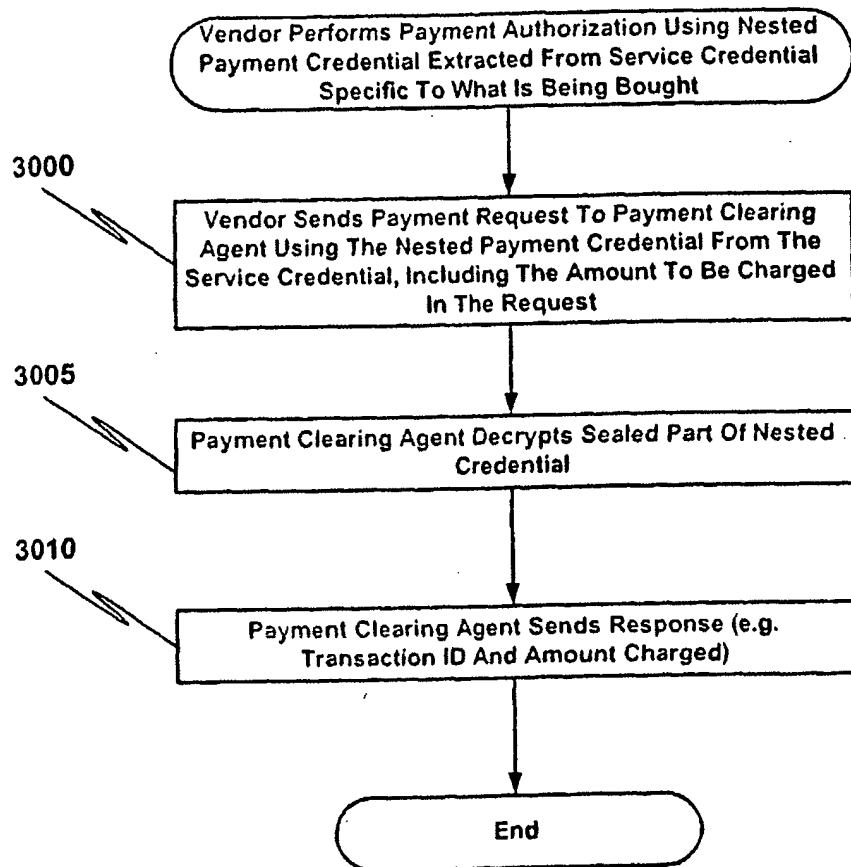 Vendor Performs Payment Authorization Using Nested
Payment Credential Extracted From Service Credential
Specific To What Is Being Bought
3000
Vendor Sends Payment Request To Payment Clearing
Agent Using The Nested Payment Credential From The
Service Credential, Including The Amount To Be Charged
In The Request
3005
Payment Clearing Agent Decrypts Sealed Part Of Nested
Credential
3010
Payment Clearing Agent Sends Response (e.g.
Transaction ID And Amount Charged)
End